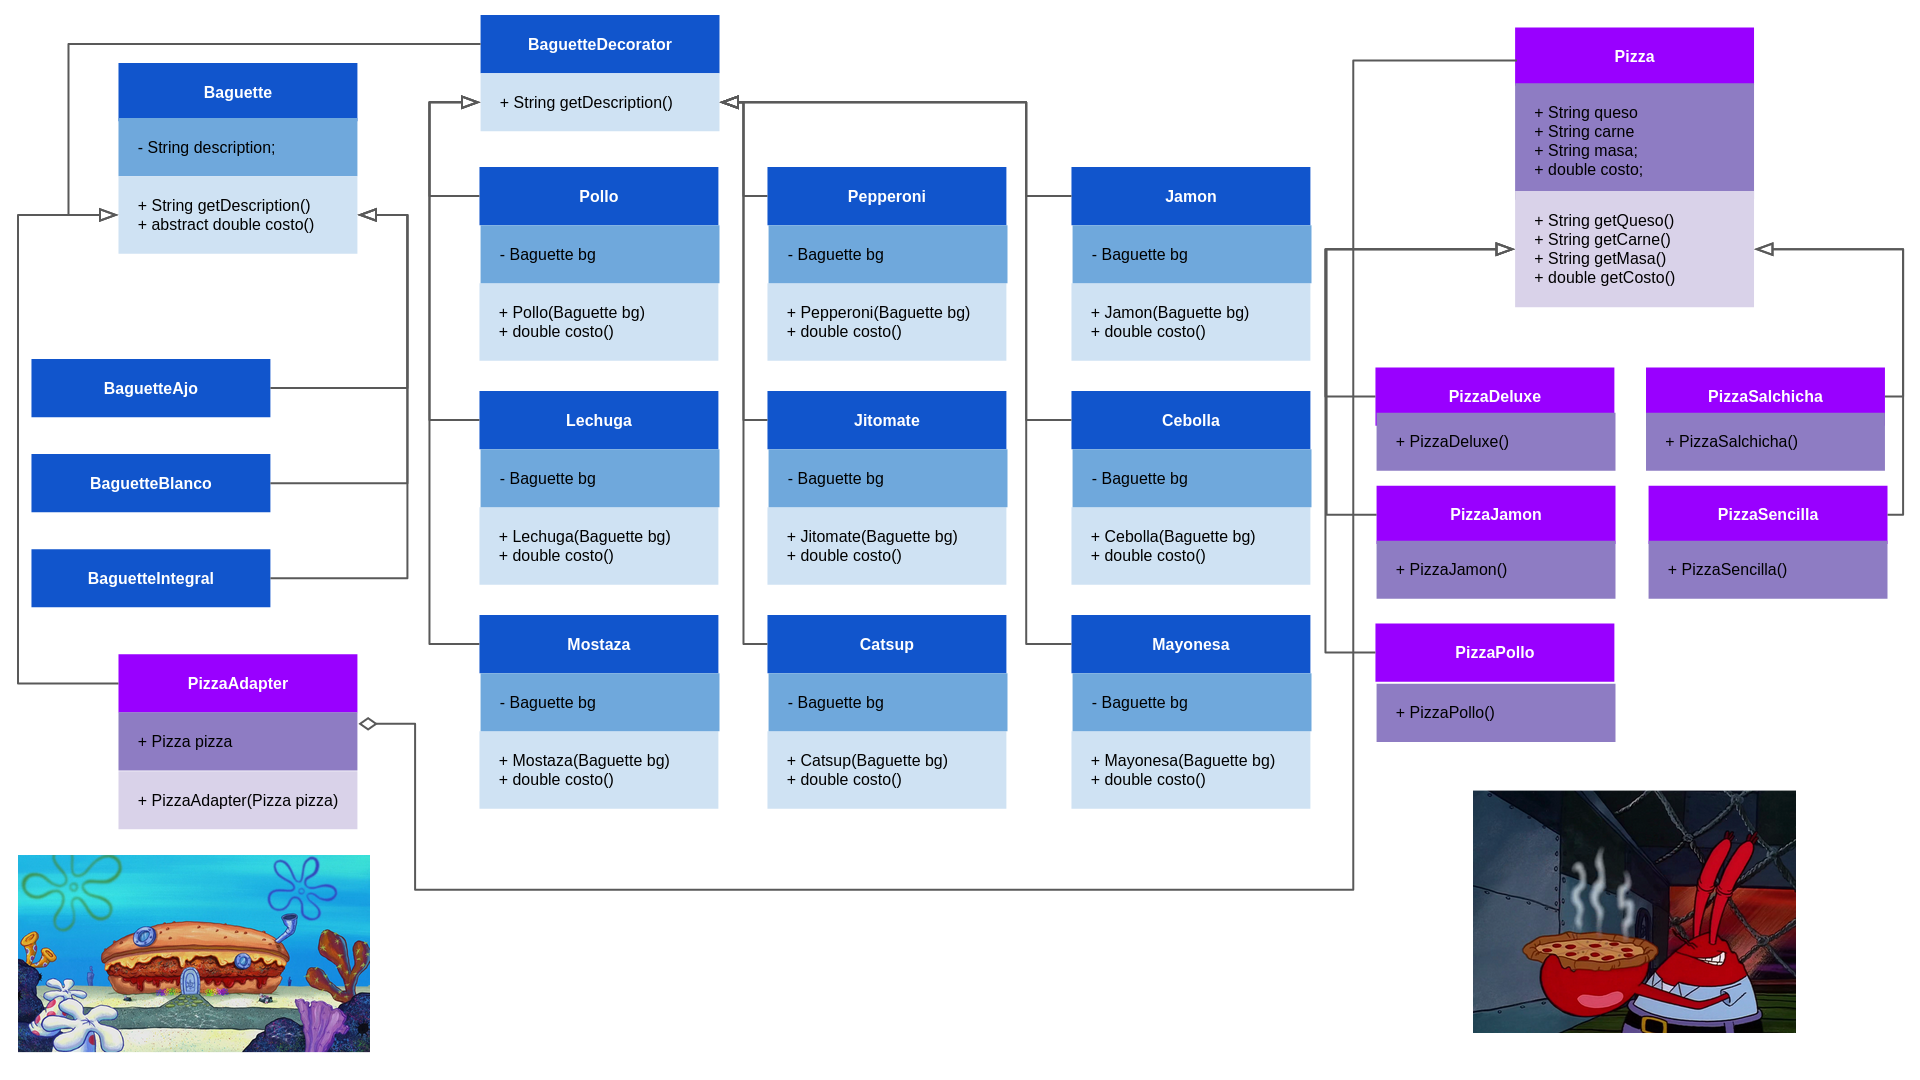 BaguetteDecorator
+ String getDescription()
Baguette
- String description;
+ String getDescription()
+ abstract double costo()
BaguetteAjo
BaguetteBlanco
BaguetteIntegral
PizzaAdapter
+ Pizza pizza
+ PizzaAdapter(Pizza pizza)
Pollo
- Baguette bg
+ Pollo(Baguette bg)
+ double costo()
Pepperoni
- Baguette bg
+ Pepperoni(Baguette bg)
+ double costo()
Jamon
- Baguette bg
+ Jamon(Baguette bg)
+ double costo()
Lechuga
- Baguette bg
+ Lechuga(Baguette bg)
+ double costo()
Jitomate
- Baguette bg
+ Jitomate(Baguette bg)
+ double costo()
Cebolla
- Baguette bg
+ Cebolla(Baguette bg)
+ double costo()
Mostaza
- Baguette bg
+ Mostaza(Baguette bg)
+ double costo()
Catsup
- Baguette bg
+ Catsup(Baguette bg)
+ double costo()
Mayonesa
- Baguette bg
+ Mayonesa(Baguette bg)
+ double costo()
Pizza
+ String queso
+ String carne
+ String masa;
+ double costo;
+ String getQueso()
+ String getCarne()
+ String getMasa()
+ double getCosto()
PizzaDeluxe
+ PizzaDeluxe()
PizzaSalchicha
+ PizzaSalchicha()
PizzaJamon
+ PizzaJamon()
PizzaSencilla
+ PizzaSencilla()
PizzaPollo
+ PizzaPollo()